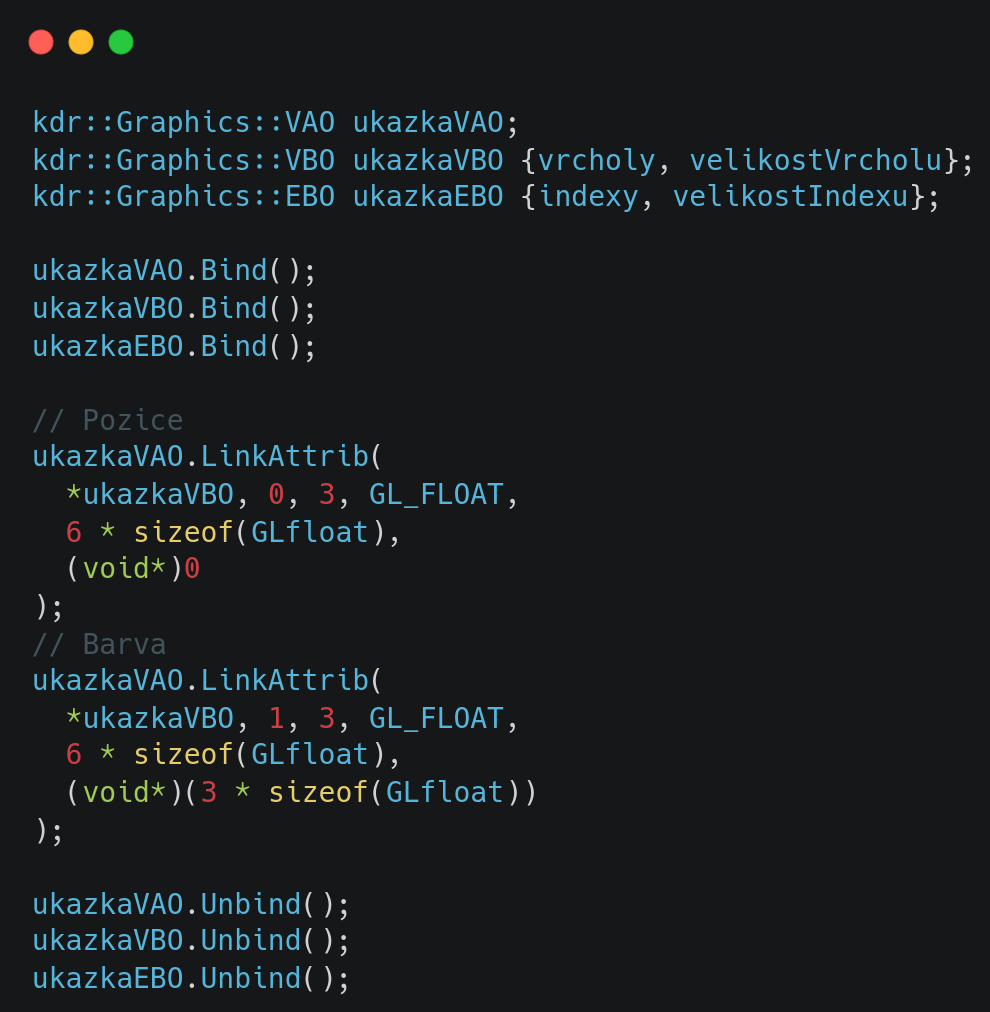 kdr::Graphics::VAO ukazkaVAO;
kdr::Graphics::VBO ukazkaVBO {vrcholy, velikostVrcholu};
kdr::Graphics::EBO ukazkaEBO {indexy, velikostIndexu};

ukazkaVAO.Bind();
ukazkaVBO.Bind();
ukazkaEBO.Bind();

// Pozice
ukazkaVAO.LinkAttrib(
  *ukazkaVBO, 0, 3, GL_FLOAT,
  6 * sizeof(GLfloat),
  (void*)0
);
// Barva
ukazkaVAO.LinkAttrib(
  *ukazkaVBO, 1, 3, GL_FLOAT,
  6 * sizeof(GLfloat),
  (void*)(3 * sizeof(GLfloat))
);

ukazkaVAO.Unbind();
ukazkaVBO.Unbind();
ukazkaEBO.Unbind();